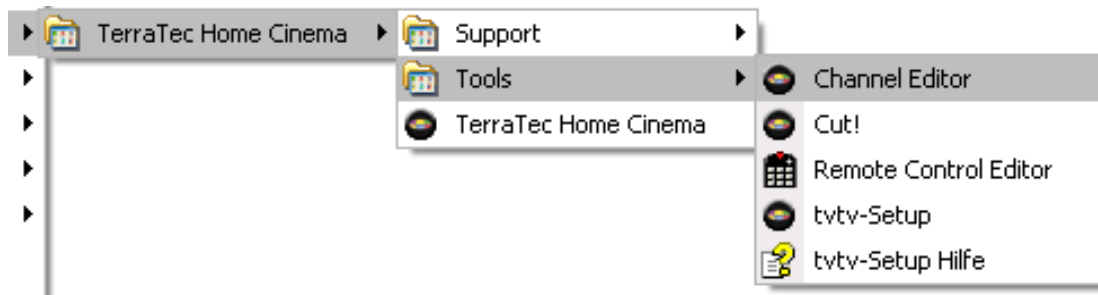 TerraTec Home Cinema
Support
Tools
TerraTec Home Cinema
Channel Editor
Cut!
Remote Control Editor
tvtv-Setup
tvtv-Setup Hilfe